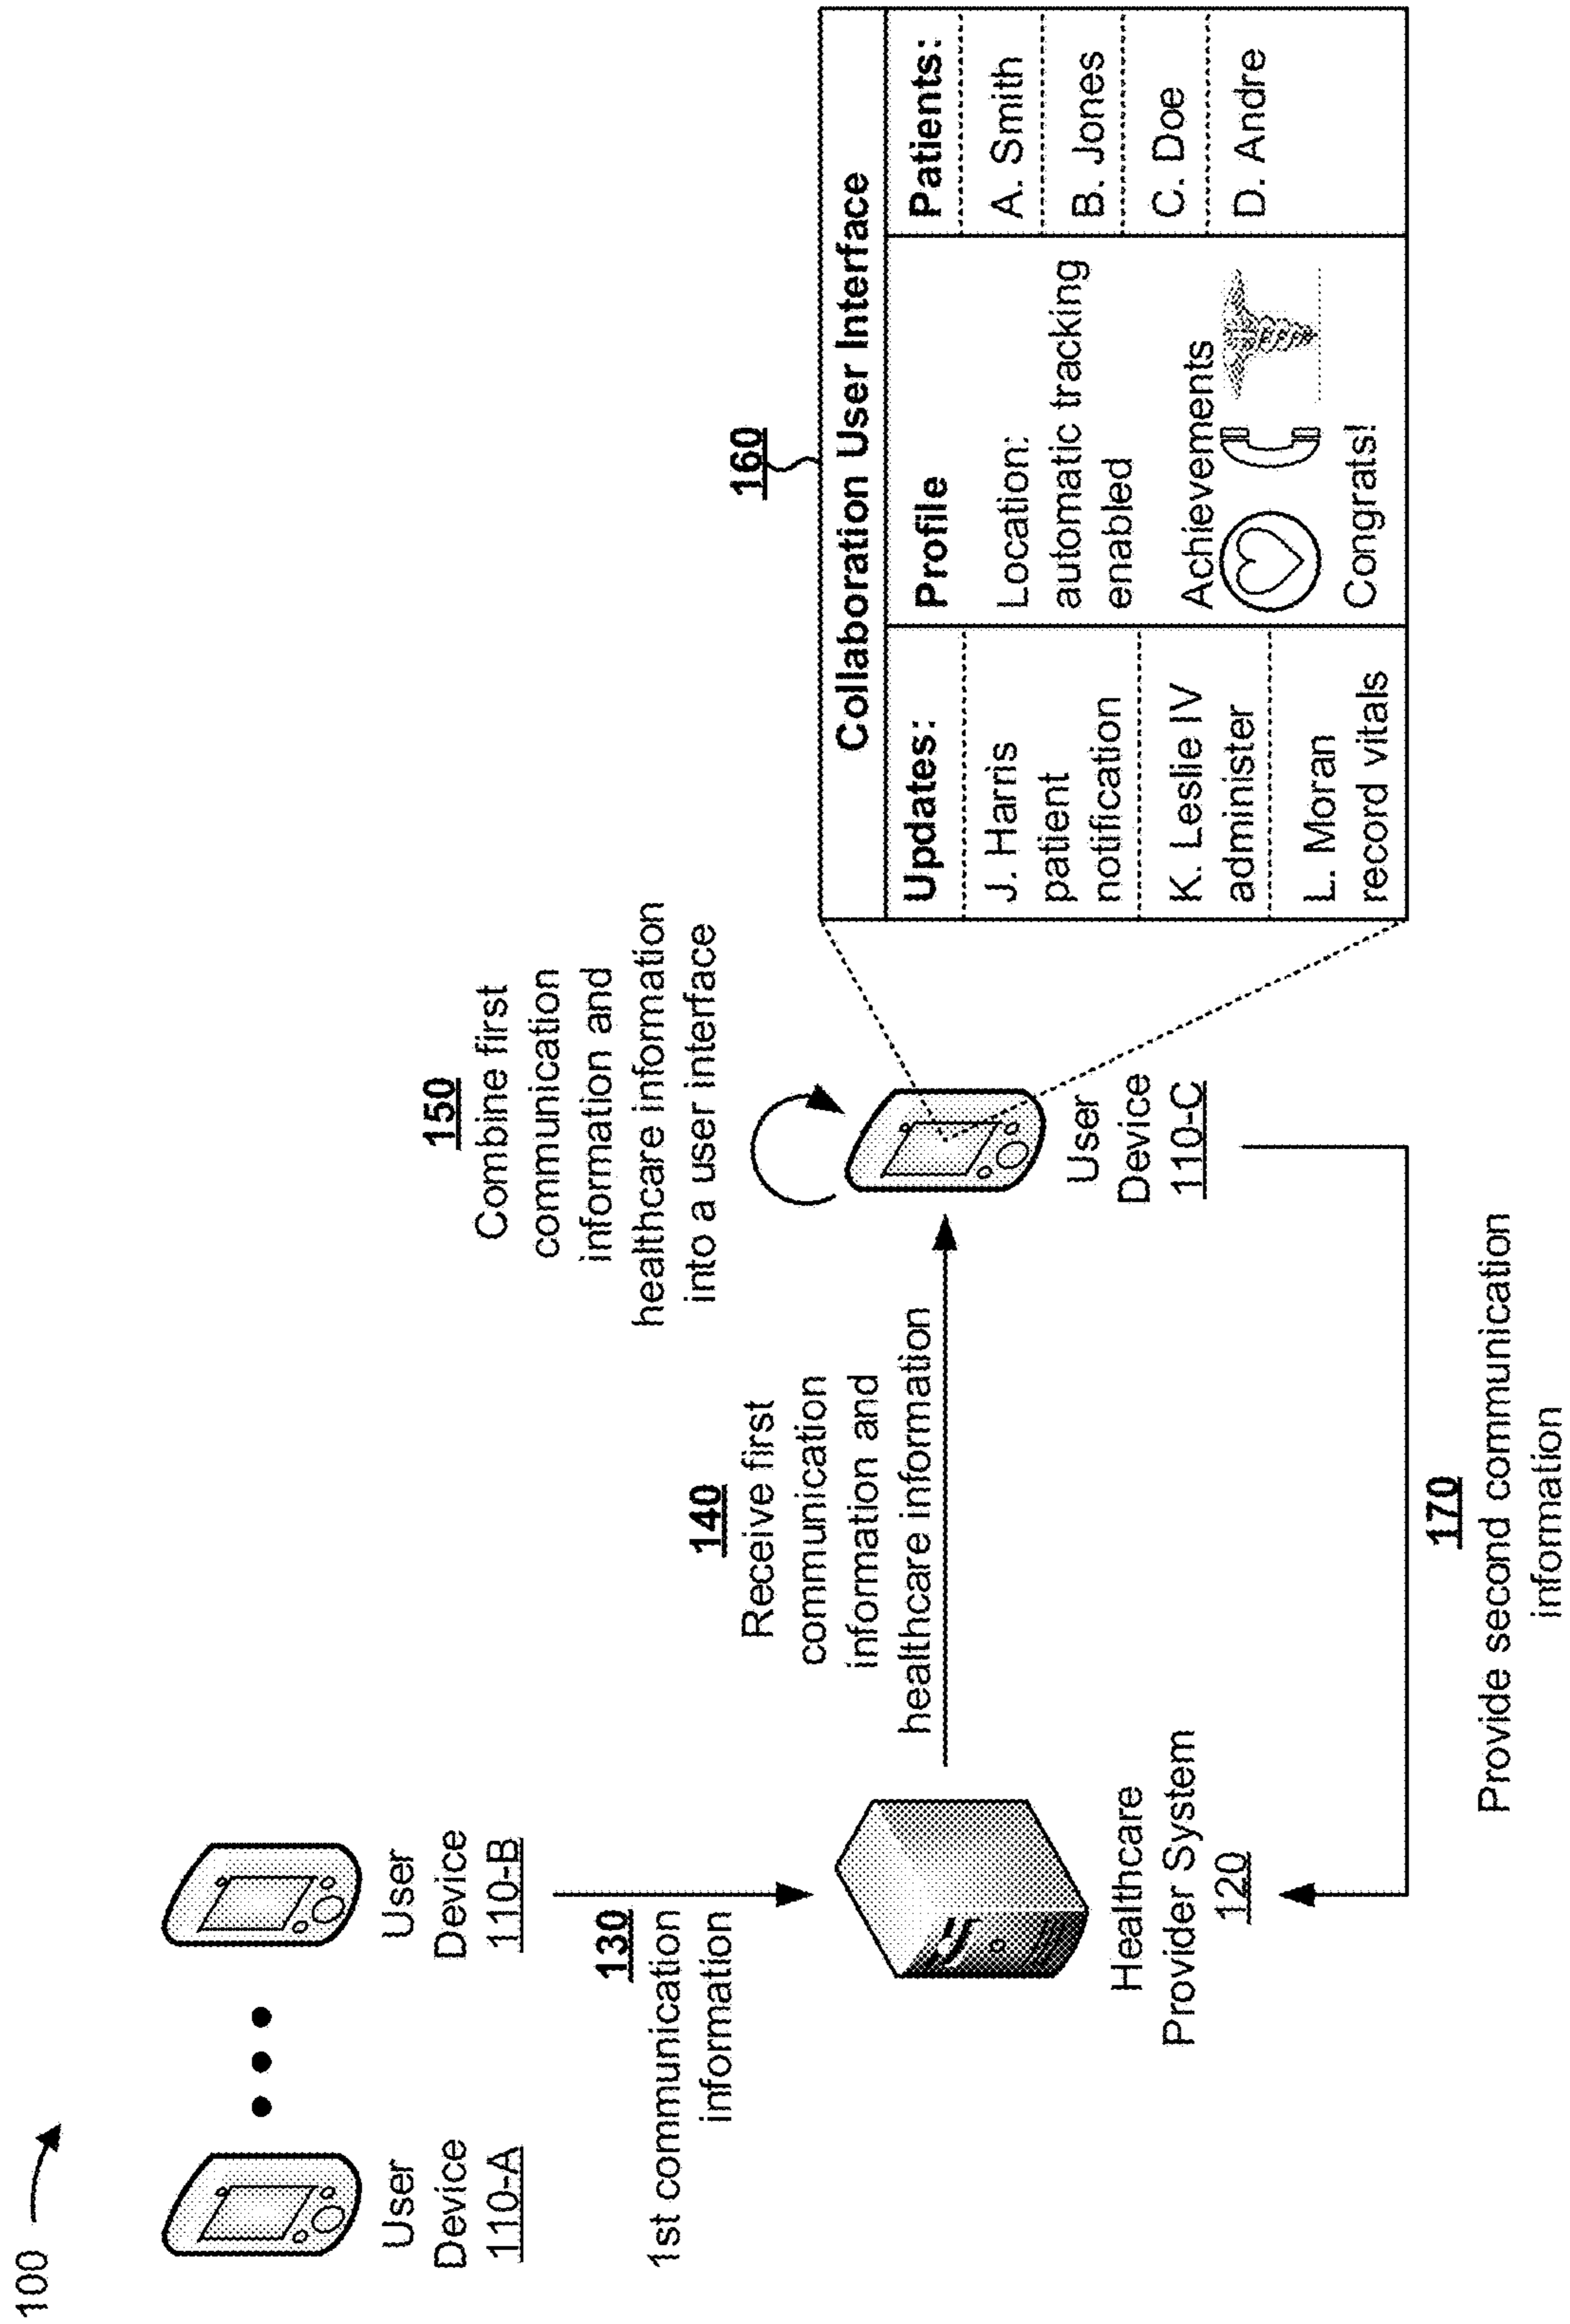 100
User
Device
110-A
User
Device
110-B
130
1st communication
information
Healthcare
Provider System
120
140
Receive first
communication
information and
healthcare information
150
Combine first
communication
information and
healthcare information
into a user interface
User
Device
110-C
170
Provide second communication
information
160
Collaboration User Interface
Updates:
J. Harris
patient
notification
K. Leslie IV
administer
L. Moran
record vitals
Profile
Location:
automatic tracking
enabled
Achievements
Congrats!
Patients:
A. Smith
B. Jones
C. Doe
D. Andre